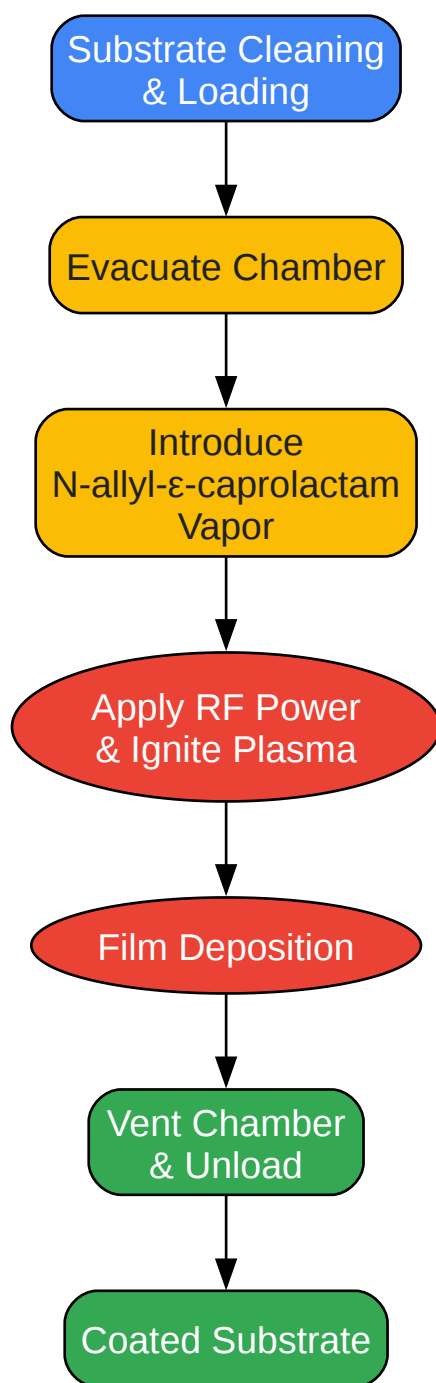 Substrate Cleaning
& Loading
Evacuate Chamber
Introduce
N-allyl-ε-caprolactam
Vapor
Apply RF Power
& Ignite Plasma
Film Deposition
Vent Chamber
& Unload
Coated Substrate